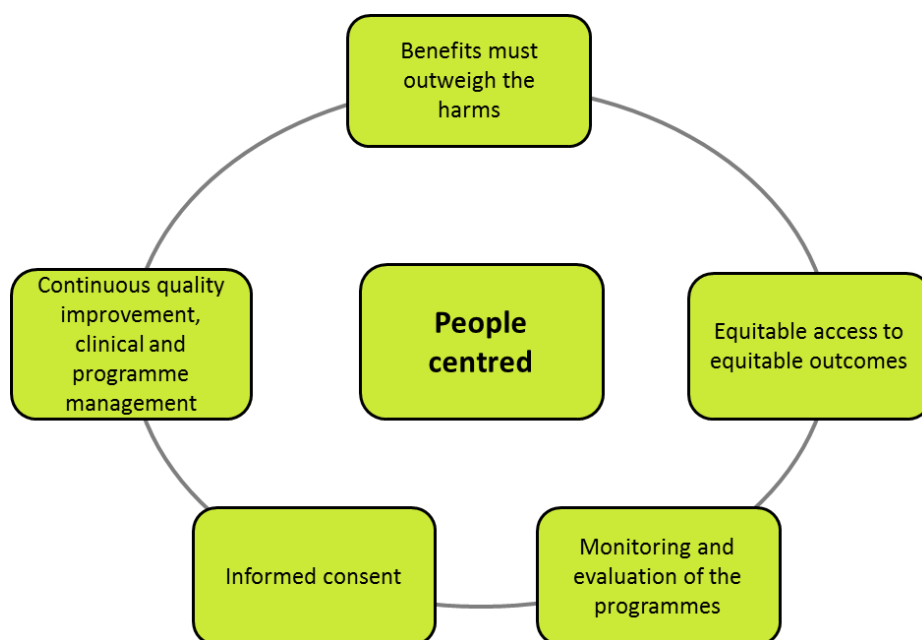 Benefits must
outweigh the
harms
Continuous quality
improvement,
clinical and
programme
management
People
centred
Equitable access to
equitable outcomes
Informed consent
Monitoring and
evaluation of the
programmes